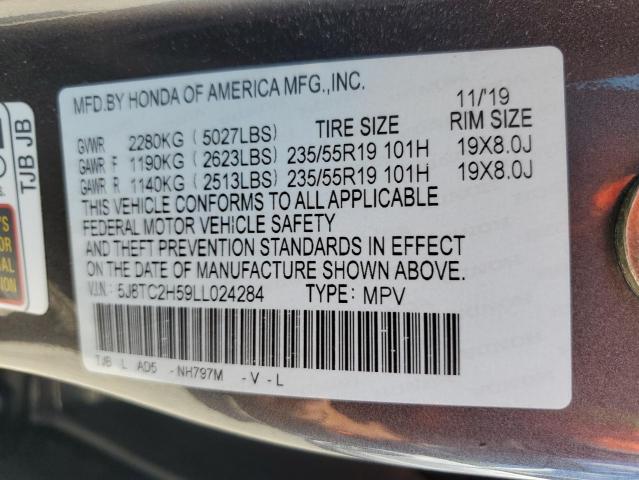 MFD.BY HONDA OF AMERICA MFG.,INC. 11/'19
GVWR 2280KG ( 5027LBS) TIRE SIZE RIM SIZE
GAWR F 1190KG ( 2623LBS) 235/55R19 101H 19X8.0J
GAWR R 1140KG ( 2513LBS) 235/55R19 101H 19X8.0J
THIS VEHICLE CONFORMS TO ALL APPLICABLE
FEDERAL MOTOR VEHICLE SAFETY
AND THEFT PREVENTION STANDARDS IN EFFECT
ON THE DATE OF MANUFACTURE SHOWN ABOVE.
V.I.N.: 5J8TC2H59LL024284 TYPE: MPV
TJB L AD5 - NH797M - V - L
TJB JB